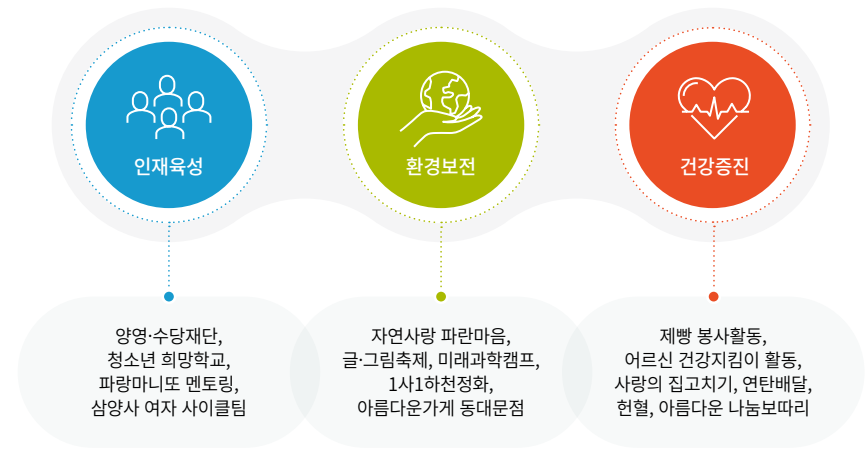 인재육성
환경보전
건강증진
양영·수당재단,
청소년 희망학교,
파랑마니또 멘토링,
삼양사 여자 사이클팀
자연사랑 파란마음,
글·그림축제, 미래과학캠프,
1사1하천정화,
아름다운가게 동대문점
제빵 봉사활동,
어르신 건강지킴이 활동,
사랑의 집고치기, 연탄배달,
헌혈, 아름다운 나눔보따리